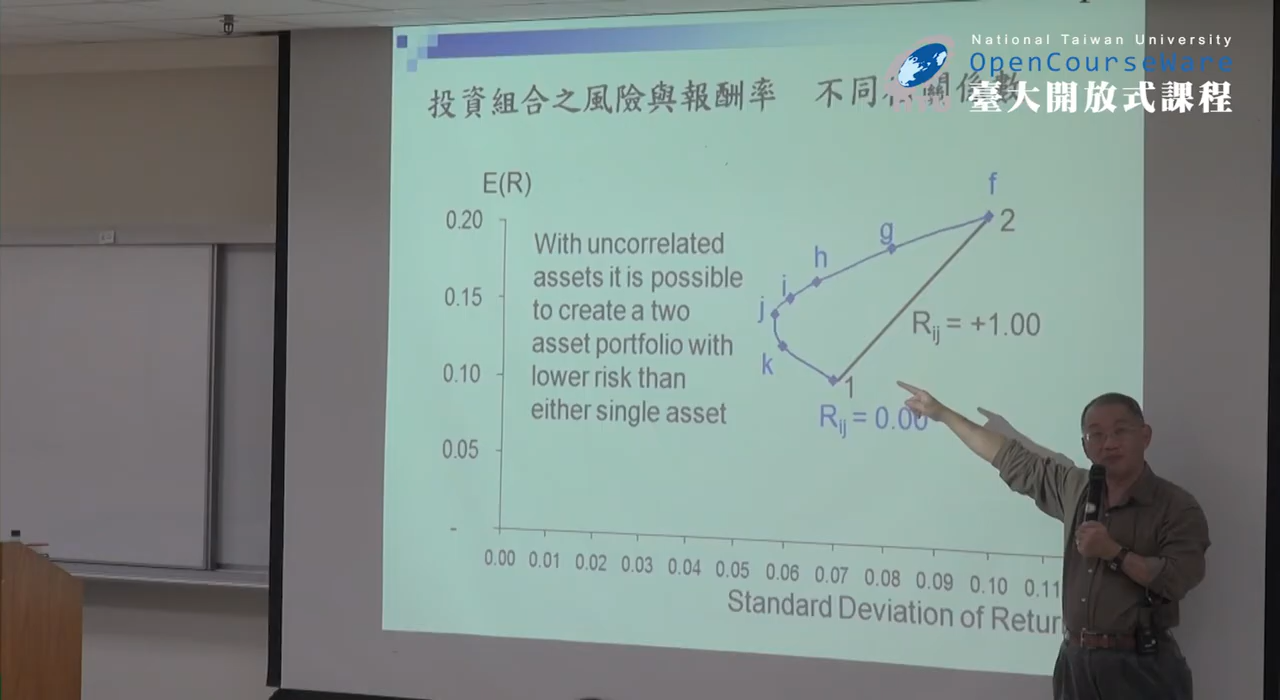 National Taiwan University
OpenCourseWare
臺大開放式課程
投資組合之風險與報酬率 不同相關係數
E(R)
0.20
0.15
0.10
0.05
-
With uncorrelated
assets it is possible
to create a two
asset portfolio with
lower risk than
either single asset
f
2
g
h
i
j
k
1
Rij = +1.00
Rij = 0.00
0.00 0.01 0.02 0.03 0.04 0.05 0.06 0.07 0.08 0.09 0.10 0.11
Standard Deviation of Retur